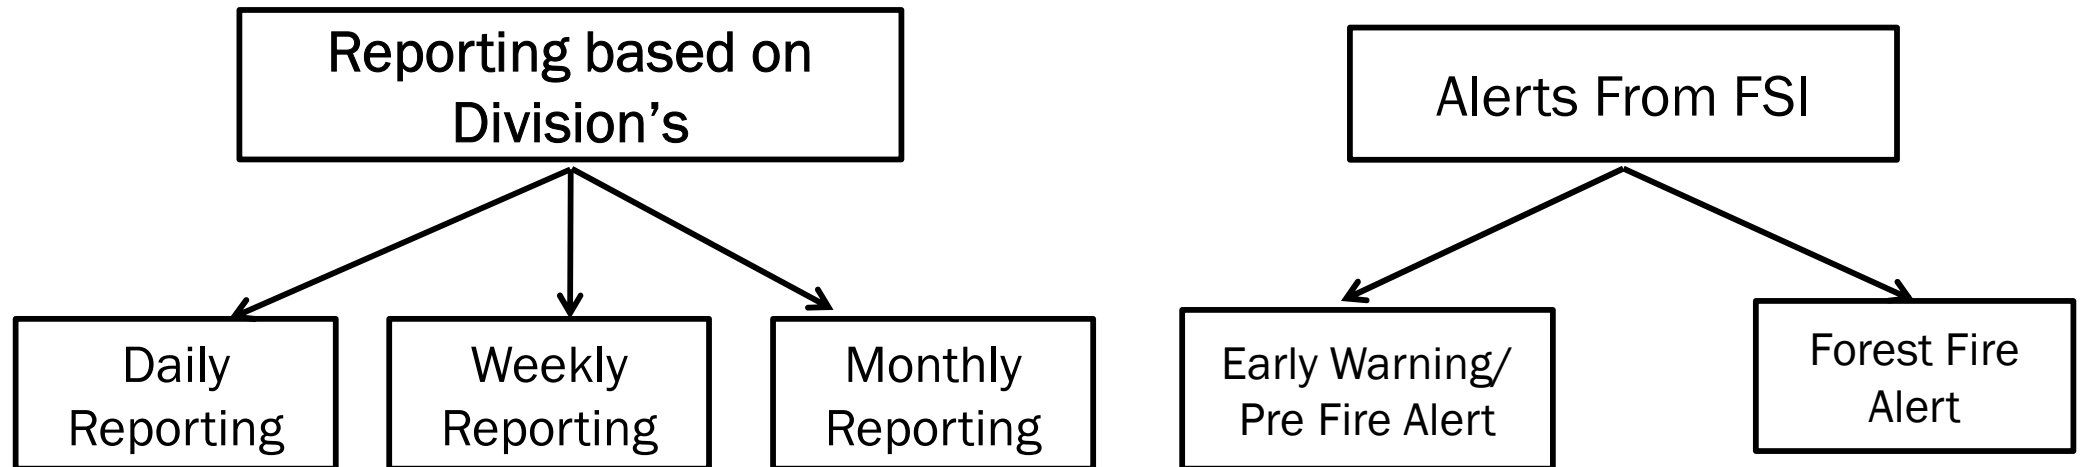 Reporting based on
Division’s
Alerts From FSI
Daily
Reporting
Weekly
Reporting
Monthly
Reporting
Early Warning/
Pre Fire Alert
Forest Fire
Alert